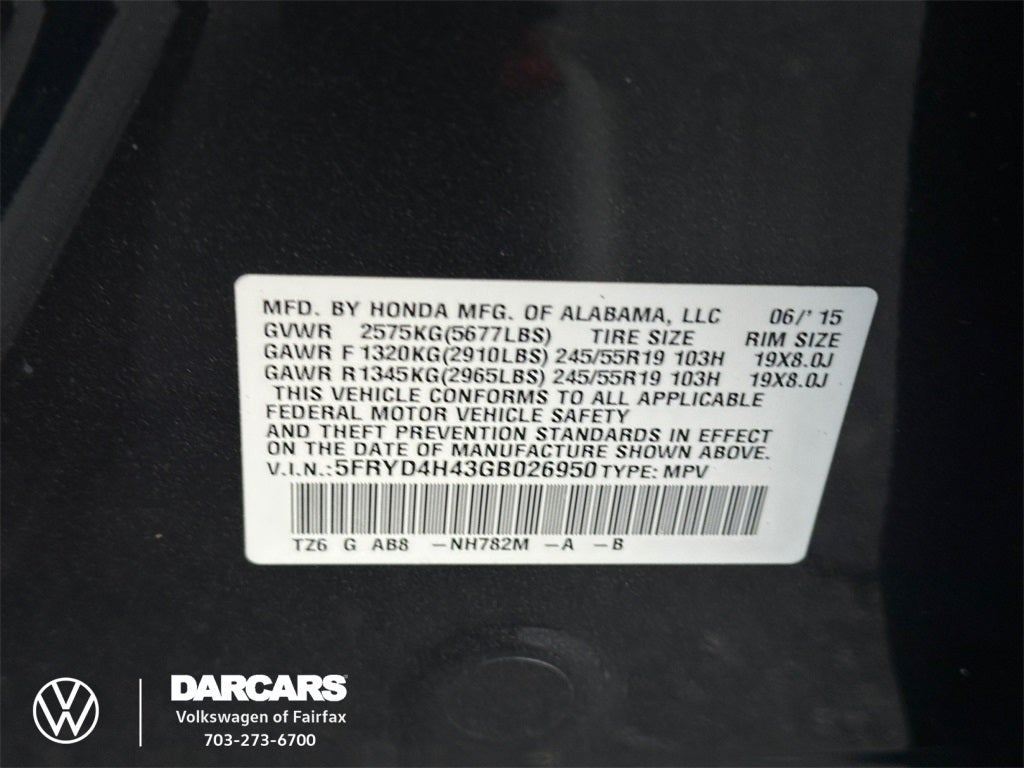 MFD. BY HONDA MFG. OF ALABAMA, LLC 06/' 15
GVWR 2575KG(5677LBS) TIRE SIZE RIM SIZE
GAWR F 1320KG(2910LBS) 245/55R19 103H 19X8.0J
GAWR R1345KG(2965LBS) 245/55R19 103H 19X8.0J
THIS VEHICLE CONFORMS TO ALL APPLICABLE
FEDERAL MOTOR VEHICLE SAFETY
AND THEFT PREVENTION STANDARDS IN EFFECT
ON THE DATE OF MANUFACTURE SHOWN ABOVE.
V.I.N.:5FRYD4H43GB026950 TYPE: MPV
TZ6 G AB8 -NH782M -A -B
DARCARS
Volkswagen of Fairfax
703-273-6700